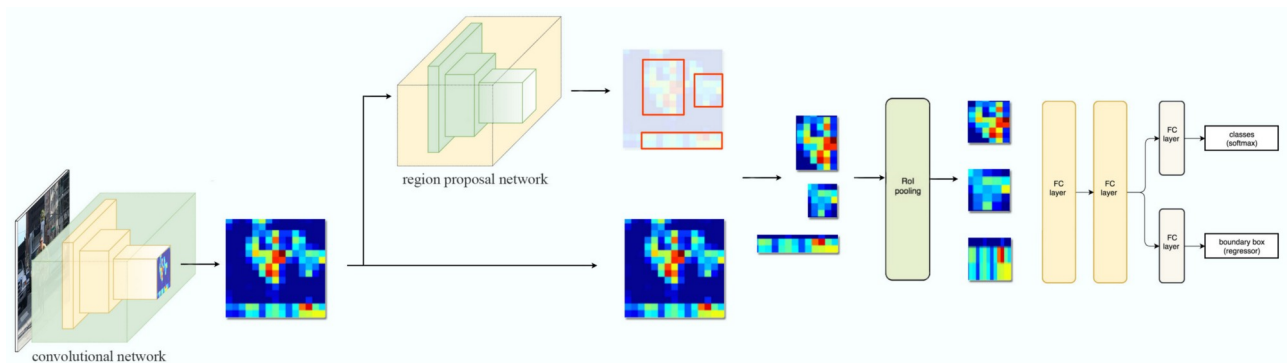 convolutional network
region proposal network
RoI
pooling
FC
layer
FC
layer
FC
layer
classes
(softmax)
FC
layer
boundary box
(regressor)